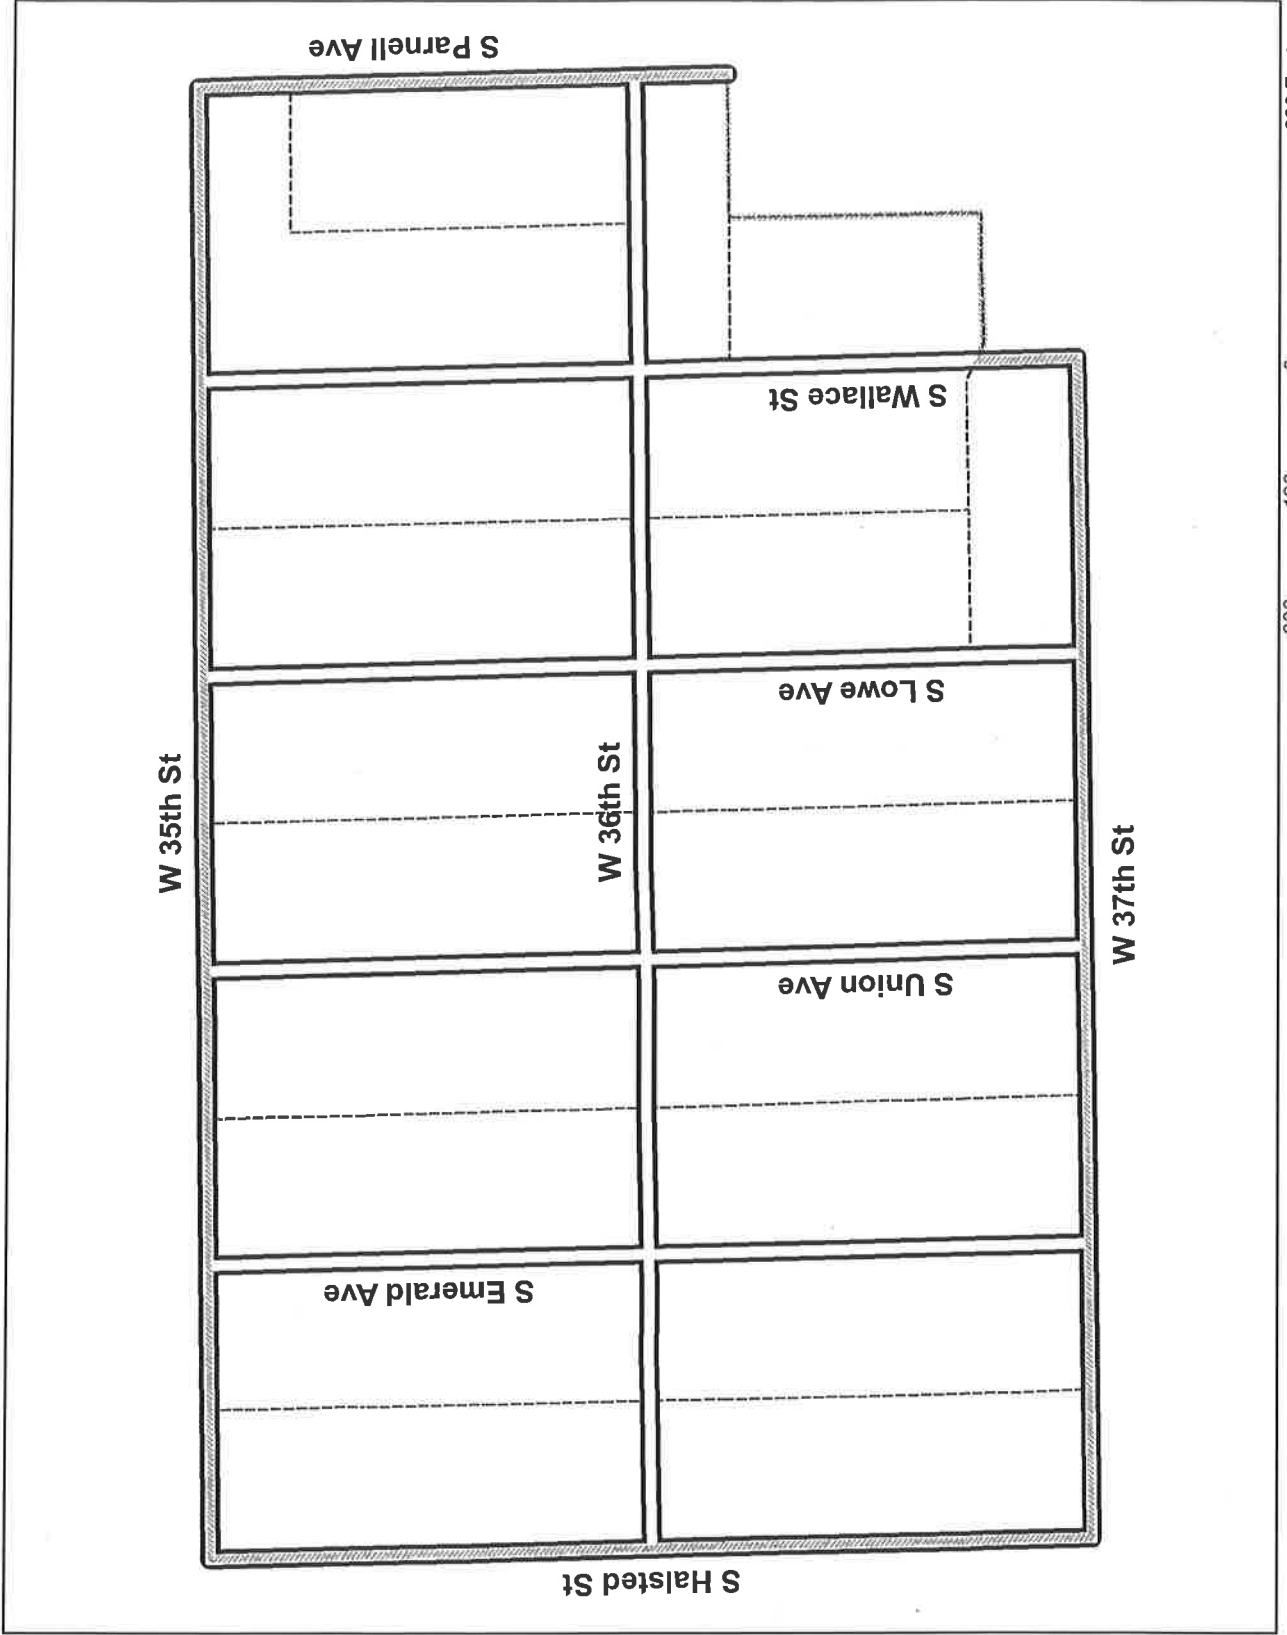 S Parnell Ave
S Wallace St
S Lowe Ave
W 35th St
W 36th St
W 37th St
S Union Ave
S Emerald Ave
S Halsted St